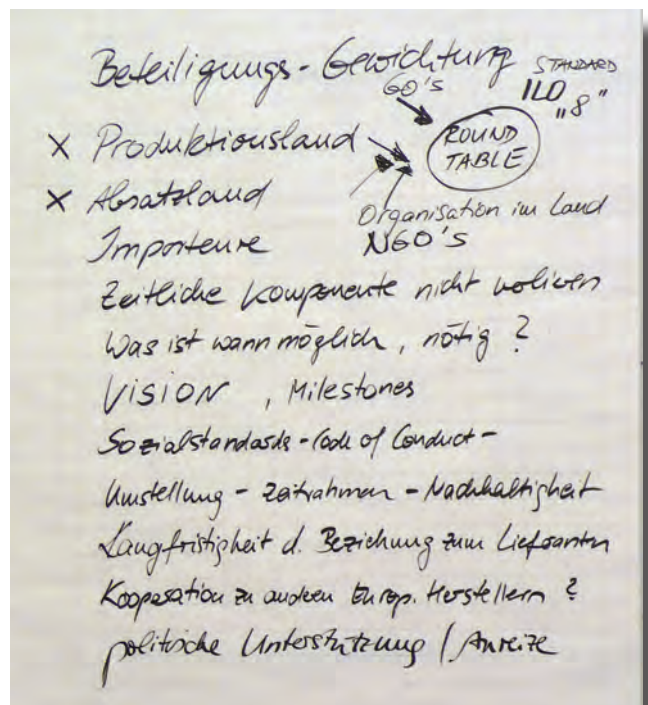 Beteiligungs-Gewichtung
GO's
STANDARD
ILO
"8"
x Produktionsland
ROUND
TABLE
x Absatzland
Organisation im Land
Importeure
NGO'S
Zeitliche Komponente nicht
Was ist wann möglich, nötig?
VISION, Milestones
Sozialstandards - Code of Conduct -
Umstellung - Zeitrahmen - Nachhaltigkeit
Langfristigkeit d. Beziehung zum Lieferanten
Kooperation zu anderen Europ. Herstellern?
politische Unterstützung / Anreize